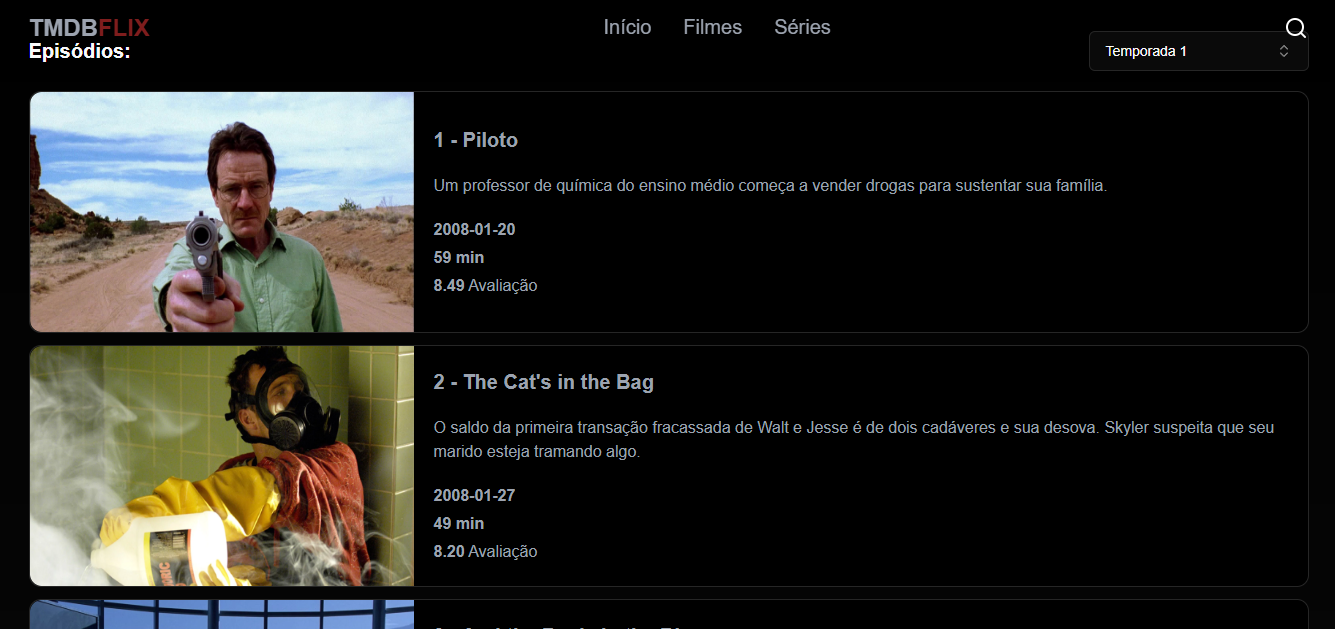 TMDBFLIX
Início Filmes Séries
Episódios:
Temporada 1
1 - Piloto
Um professor de química do ensino médio começa a vender drogas para sustentar sua família.
2008-01-20
59 min
8.49 Avaliação
2 - The Cat's in the Bag
O saldo da primeira transação fracassada de Walt e Jesse é de dois cadáveres e sua desova. Skyler suspeita que seu
marido esteja tramando algo.
2008-01-27
49 min
8.20 Avaliação